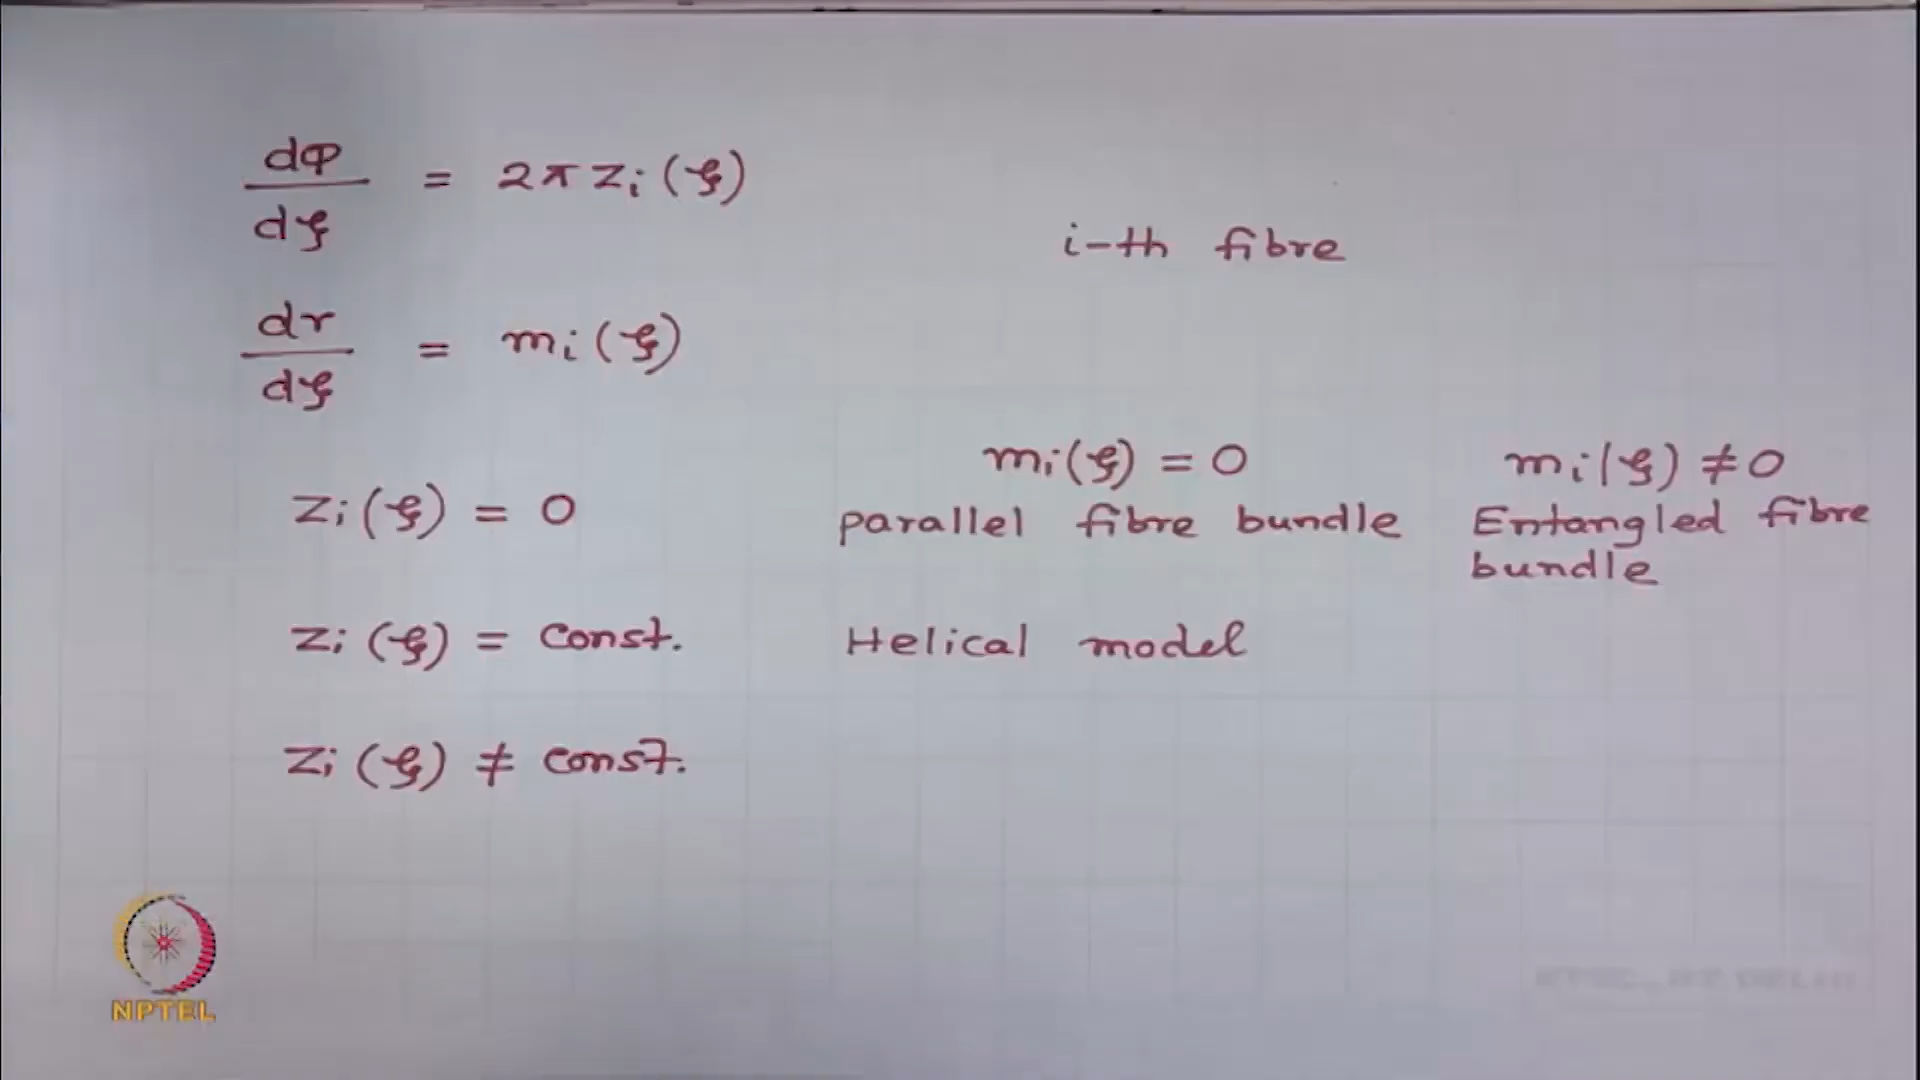 dφ/dξ = 2π Zi (ξ)
i-th fibre
dr/dξ = mi (ξ)
mi(ξ) = 0
mi(ξ) ≠ 0
Zi (ξ) = 0
parallel fibre bundle
Entangled fibre
bundle
Zi (ξ) = Const.
Helical model
Zi (ξ) ≠ const.
NPTEL